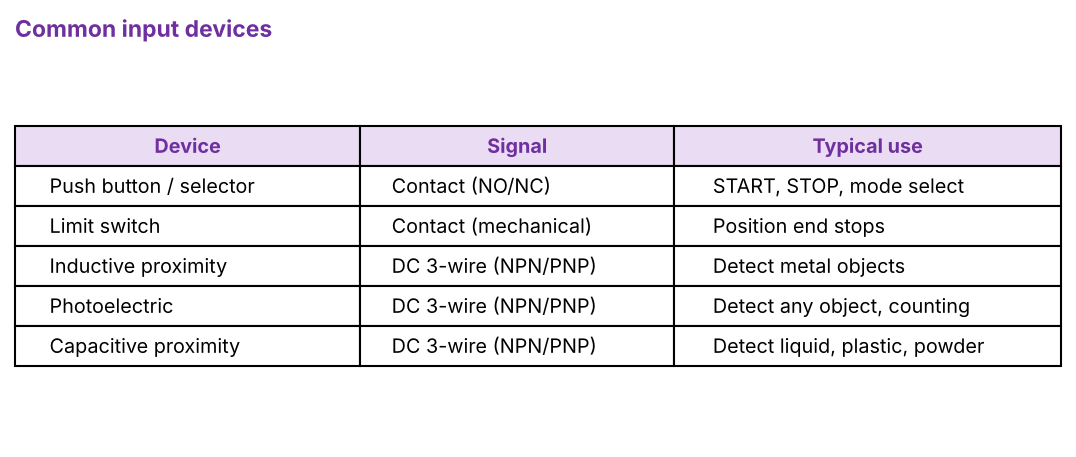 Common input devices
Device Signal Typical use
Push button / selector Contact (NO/NC) START, STOP, mode select
Limit switch Contact (mechanical) Position end stops
Inductive proximity DC 3-wire (NPN/PNP) Detect metal objects
Photoelectric DC 3-wire (NPN/PNP) Detect any object, counting
Capacitive proximity DC 3-wire (NPN/PNP) Detect liquid, plastic, powder